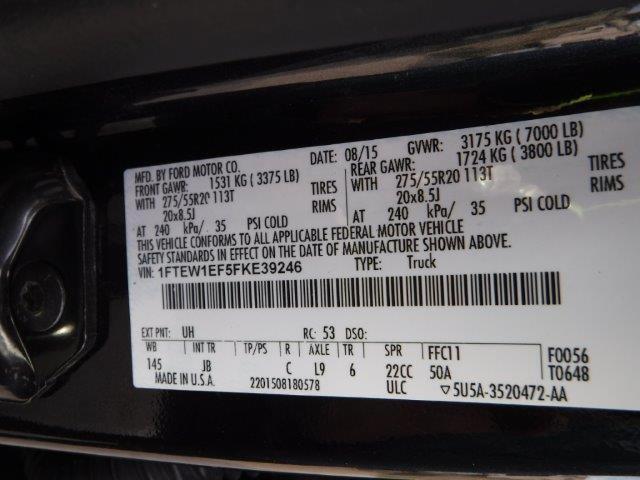 MFD. BY FORD MOTOR CO.
DATE: 08/15 GVWR: 3175 KG ( 7000 LB)
FRONT GAWR: 1531 KG ( 3375 LB) REAR GAWR: 1724 KG ( 3800 LB)
WITH 275/55R20 113T TIRES WITH 275/55R20 113T TIRES
20x8.5J RIMS 20x8.5J RIMS
AT 240 kPa/ 35 PSI COLD AT 240 kPa/ 35 PSI COLD
THIS VEHICLE CONFORMS TO ALL APPLICABLE FEDERAL MOTOR VEHICLE
SAFETY STANDARDS IN EFFECT ON THE DATE OF MANUFACTURE SHOWN ABOVE.
VIN: 1FTEW1EF5FKE39246 TYPE: Truck
EXT PNT: UH RC: 53 DSO:
WB INT TR TP/PS R AXLE TR SPR FFC11 F0056
145 JB C L9 6 22CC 50A T0648
MADE IN U.S.A. 2201508180578 ULC ▽5U5A-3520472-AA